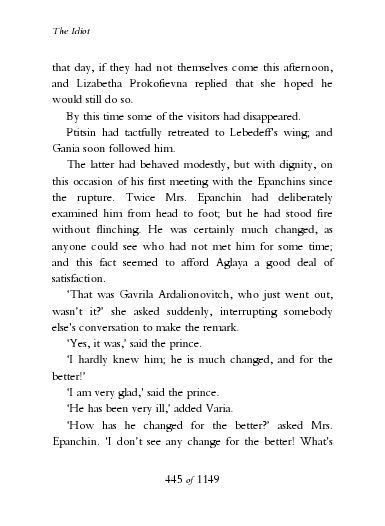 The Idiot
that day, if they had not themselves come this afternoon,
and Lizabetha Prokofievna replied that she hoped he
would still do so.
By this time some of the visitors had disappeared.
Ptitsin had tactfully retreated to Lebedeff's wing; and
Gania soon followed him.
The latter had behaved modestly, but with dignity, on
this occasion of his first meeting with the Epanchins since
the rupture. Twice Mrs. Epanchin had deliberately
examined him from head to foot; but he had stood fire
without flinching. He was certainly much changed, as
anyone could see who had not met him for some time;
and this fact seemed to afford Aglaya a good deal of
satisfaction.
'That was Gavrila Ardalionovitch, who just went out,
wasn't it?' she asked suddenly, interrupting somebody
else's conversation to make the remark.
'Yes, it was,' said the prince.
'I hardly knew him; he is much changed, and for the
better!'
'I am very glad,' said the prince.
'He has been very ill,' added Varia.
'How has he changed for the better?' asked Mrs.
Epanchin. 'I don't see any change for the better! What's
445 of 1149